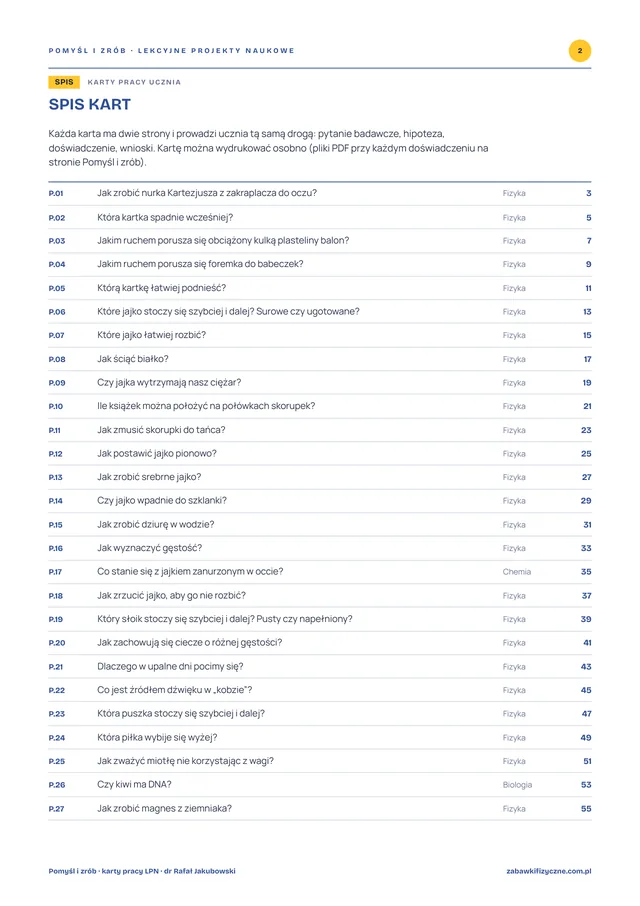 POMYŚL I ZRÓB · LEKCYJNE PROJEKTY NAUKOWE 2
SPIS KARTY PRACY UCZNIA
SPIS KART
Każda karta ma dwie strony i prowadzi ucznia tą samą drogą: pytanie badawcze, hipoteza,
doświadczenie, wnioski. Kartę można wydrukować osobno (pliki PDF przy każdym doświadczeniu na
stronie Pomyśl i zrób).
P.01 Jak zrobić nurka Kartezjusza z zakraplacza do oczu? Fizyka 3
P.02 Która kartka spadnie wcześniej? Fizyka 5
P.03 Jakim ruchem porusza się obciążony kulką plasteliny balon? Fizyka 7
P.04 Jakim ruchem porusza się foremka do babeczek? Fizyka 9
P.05 Którą kartkę łatwiej podnieść? Fizyka 11
P.06 Które jajko stoczy się szybciej i dalej? Surowe czy ugotowane? Fizyka 13
P.07 Które jajko łatwiej rozbić? Fizyka 15
P.08 Jak ściąć białko? Fizyka 17
P.09 Czy jajka wytrzymają nasz ciężar? Fizyka 19
P.10 Ile książek można położyć na połówkach skorupek? Fizyka 21
P.11 Jak zmusić skorupki do tańca? Fizyka 23
P.12 Jak postawić jajko pionowo? Fizyka 25
P.13 Jak zrobić srebrne jajko? Fizyka 27
P.14 Czy jajko wpadnie do szklanki? Fizyka 29
P.15 Jak zrobić dziurę w wodzie? Fizyka 31
P.16 Jak wyznaczyć gęstość? Fizyka 33
P.17 Co stanie się z jajkiem zanurzonym w occie? Chemia 35
P.18 Jak zrzucić jajko, aby go nie rozbić? Fizyka 37
P.19 Który słoik stoczy się szybciej i dalej? Pusty czy napełniony? Fizyka 39
P.20 Jak zachowują się ciecze o różnej gęstości? Fizyka 41
P.21 Dlaczego w upalne dni pocimy się? Fizyka 43
P.22 Co jest źródłem dźwięku w „kobzie”? Fizyka 45
P.23 Która puszka stoczy się szybciej i dalej? Fizyka 47
P.24 Która piłka wybije się wyżej? Fizyka 49
P.25 Jak zważyć miotłę nie korzystając z wagi? Fizyka 51
P.26 Czy kiwi ma DNA? Biologia 53
P.27 Jak zrobić magnes z ziemniaka? Fizyka 55
Pomyśl i zrób · karty pracy LPN · dr Rafał Jakubowski zabawkifizyczne.com.pl